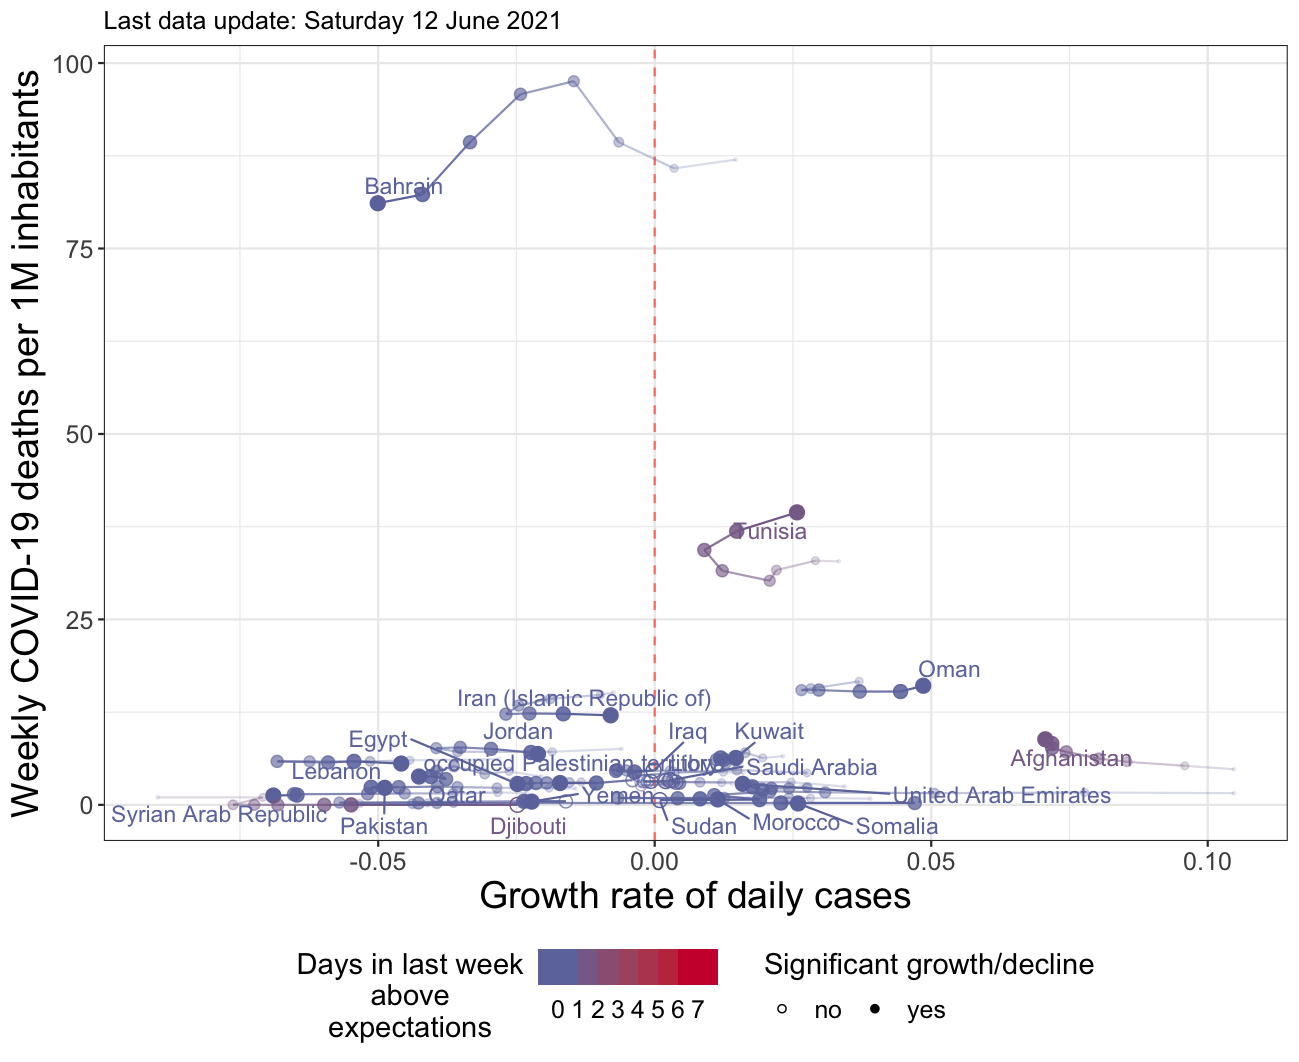 Last data update: Saturday 12 June 2021
Weekly COVID-19 deaths per 1M inhabitants
100
75
50
25
0
Bahrain
Tunisia
Oman
Iran (Islamic Republic of)
Egypt
Jordan
Iraq
Kuwait
Afghanistan
Lebanon
occupied Palestinian territory
Libya
Saudi Arabia
Qatar
Yemen
United Arab Emirates
Syrian Arab Republic
Pakistan
Djibouti
Sudan
Morocco
Somalia
-0.05
0.00
0.05
0.10
Growth rate of daily cases
Days in last week
above
expectations
0 1 2 3 4 5 6 7
Significant growth/decline
no
yes